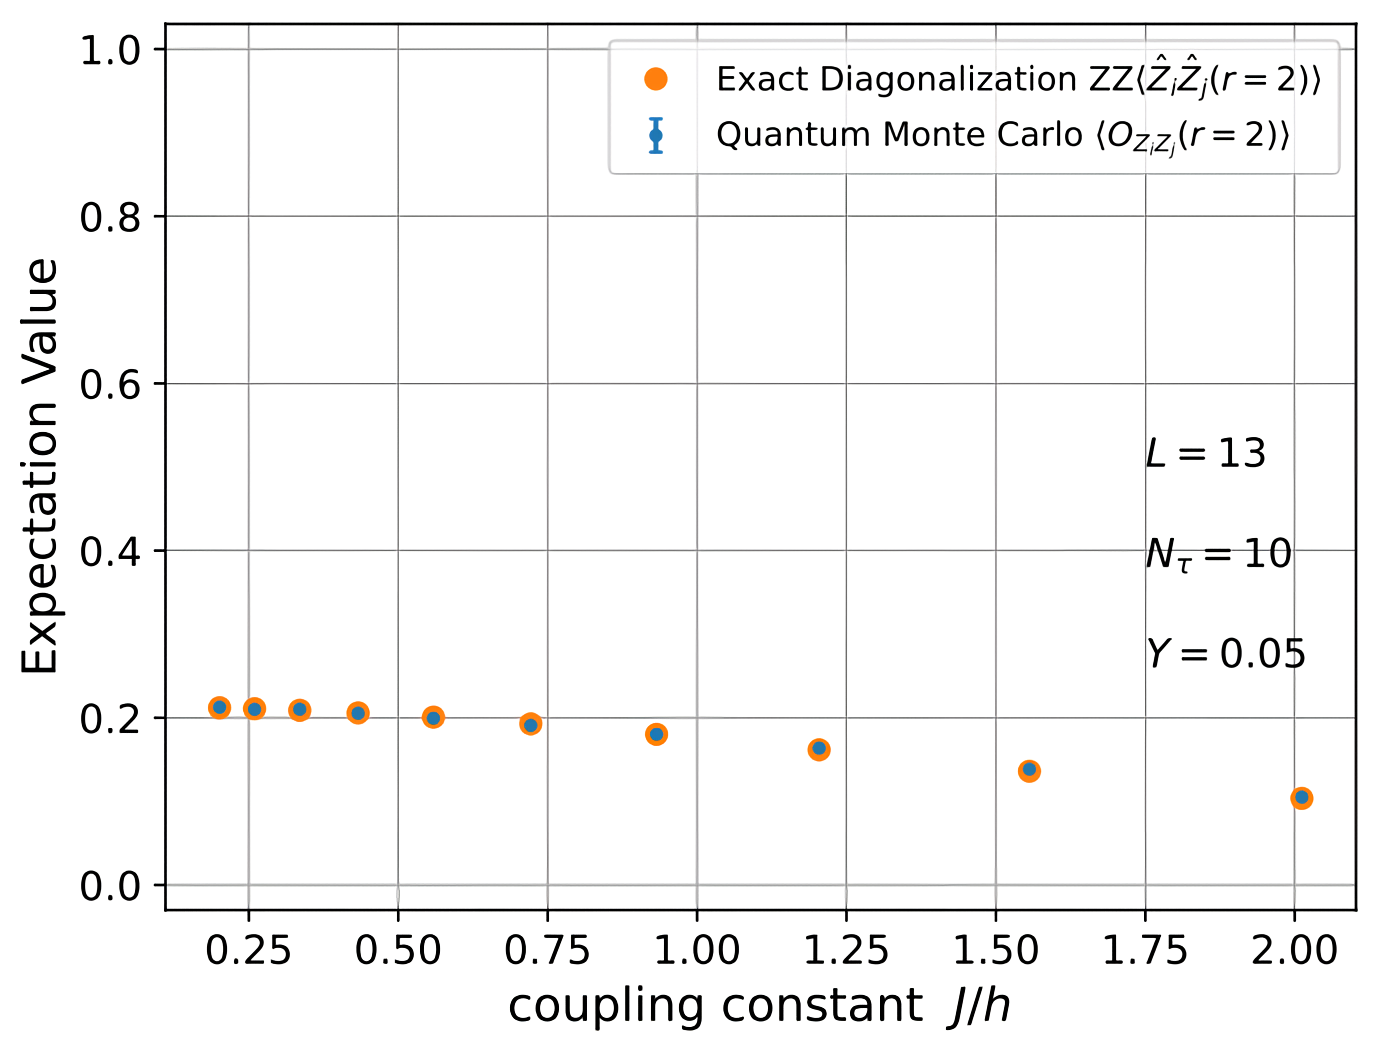 1.0
0.8
0.6
0.4
0.2
0.0
Expectation Value
Exact Diagonalization ZZ⟨Ẑ_iẐ_j(r = 2)⟩
Quantum Monte Carlo ⟨O_{Z_iZ_j}(r = 2)⟩
L = 13
N_τ = 10
Y = 0.05
0.25 0.50 0.75 1.00 1.25 1.50 1.75 2.00
coupling constant J/h